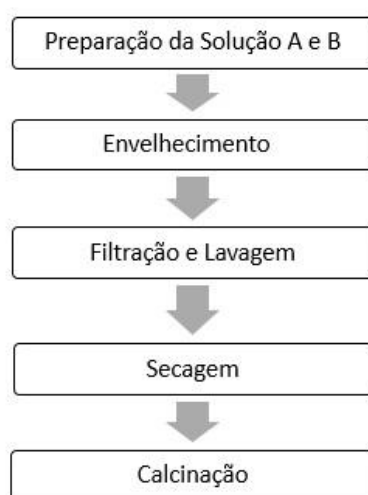 Preparação da Solução A e B
Envelhecimento
Filtração e Lavagem
Secagem
Calcinação